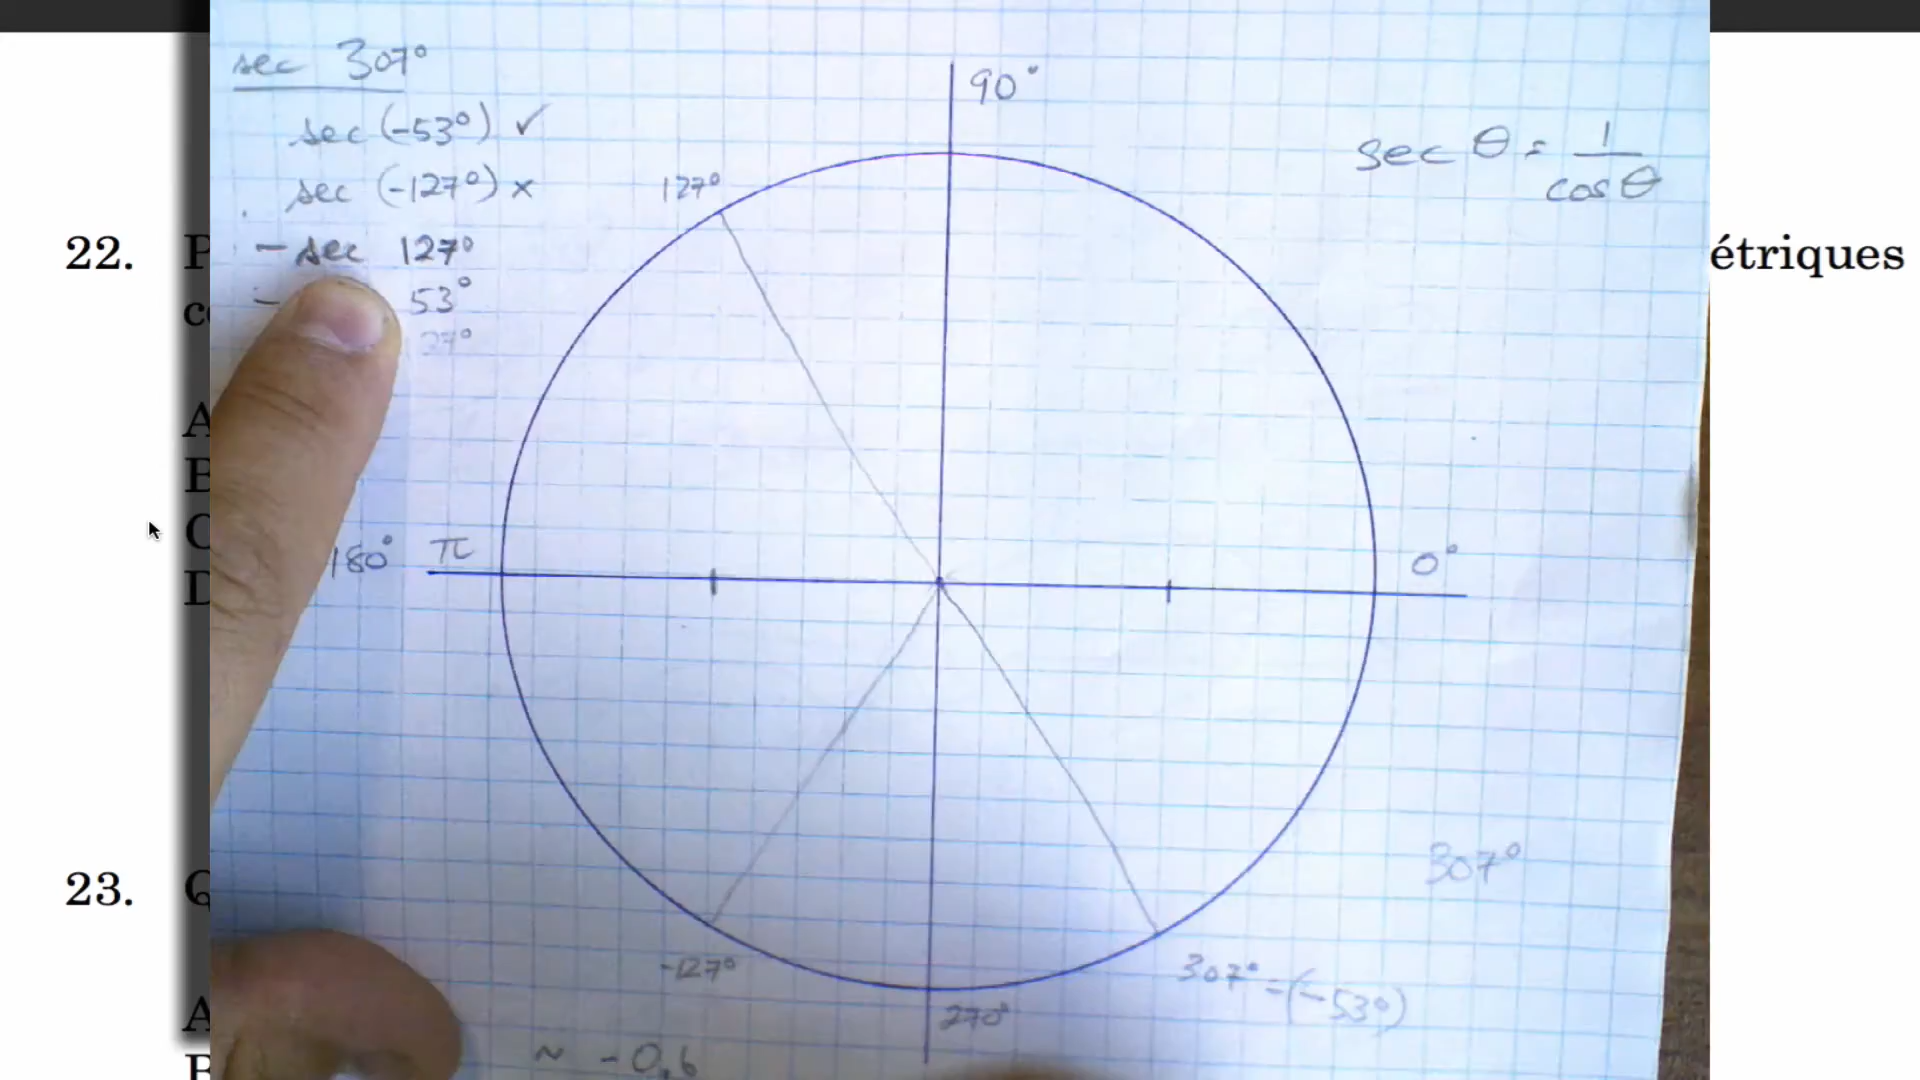 sec 307°
sec (-53°) ✓
sec (-127°) x
- sec 127°
- 53°
27°
90°
sec θ = 1/cos θ
127°
180° π
0°
307°
-127°
307° = (-53°)
270°
~ -0,6
22.
étriques
A
B
C
D
23.
Q
A
B